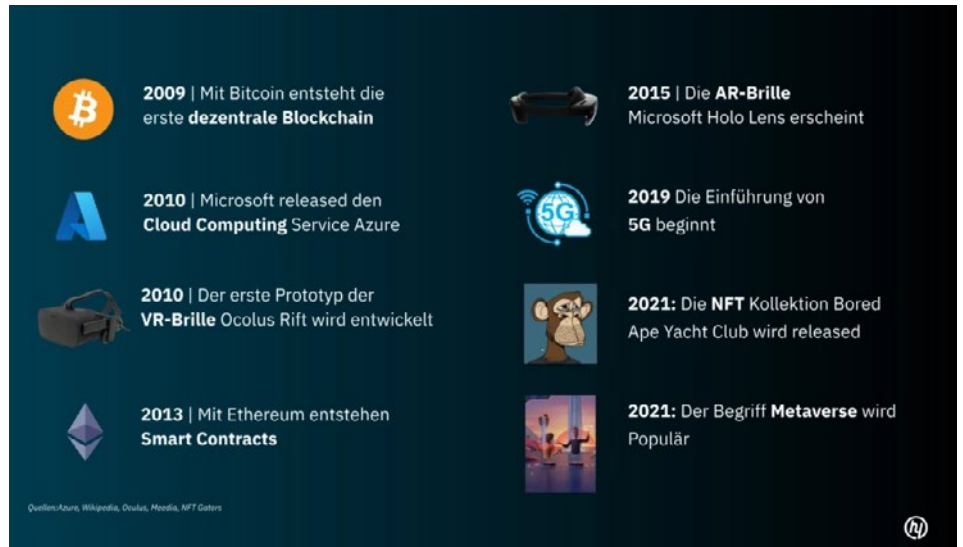 2009 | Mit Bitcoin entsteht die
erste dezentrale Blockchain
2010 | Microsoft released den
Cloud Computing Service Azure
2010 | Der erste Prototyp der
VR-Brille Ocolus Rift wird entwickelt
2013 | Mit Ethereum entstehen
Smart Contracts
2015 | Die AR-Brille
Microsoft Holo Lens erscheint
5G
2019 Die Einführung von
5G beginnt
2021: Die NFT Kollektion Bored
Ape Yacht Club wird released
2021: Der Begriff Metaverse wird
Populär
Quellen:Azure, Wikipedia, Oculus, Meedia, NFT Gators
hy